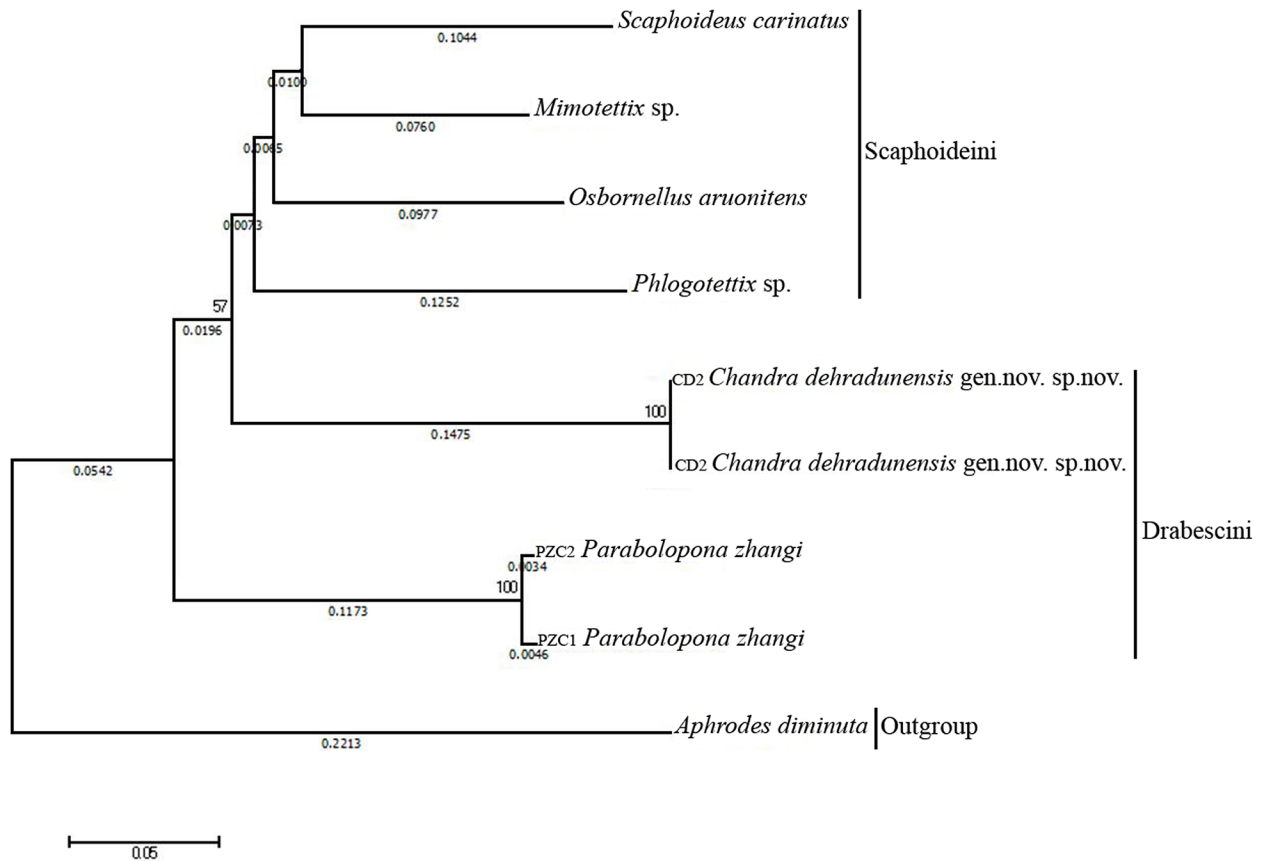 Scaphoideus carinatus
0.1044
0.0100
Mimotettix sp.
0.0760
0.0065
Scaphoideini
Osbornellus aruonitens
0.0977
0.0073
Phlogotettix sp.
0.1252
57
0.0196
CD2 Chandra dehradunensis gen.nov. sp.nov.
100
0.1475
CD2 Chandra dehradunensis gen.nov. sp.nov.
0.0542
Drabescini
PZC2 Parabolopona zhangi
0.0034
100
0.1173
PZC1 Parabolopona zhangi
0.0046
Aphrodes diminuta
Outgroup
0.2213
0.05